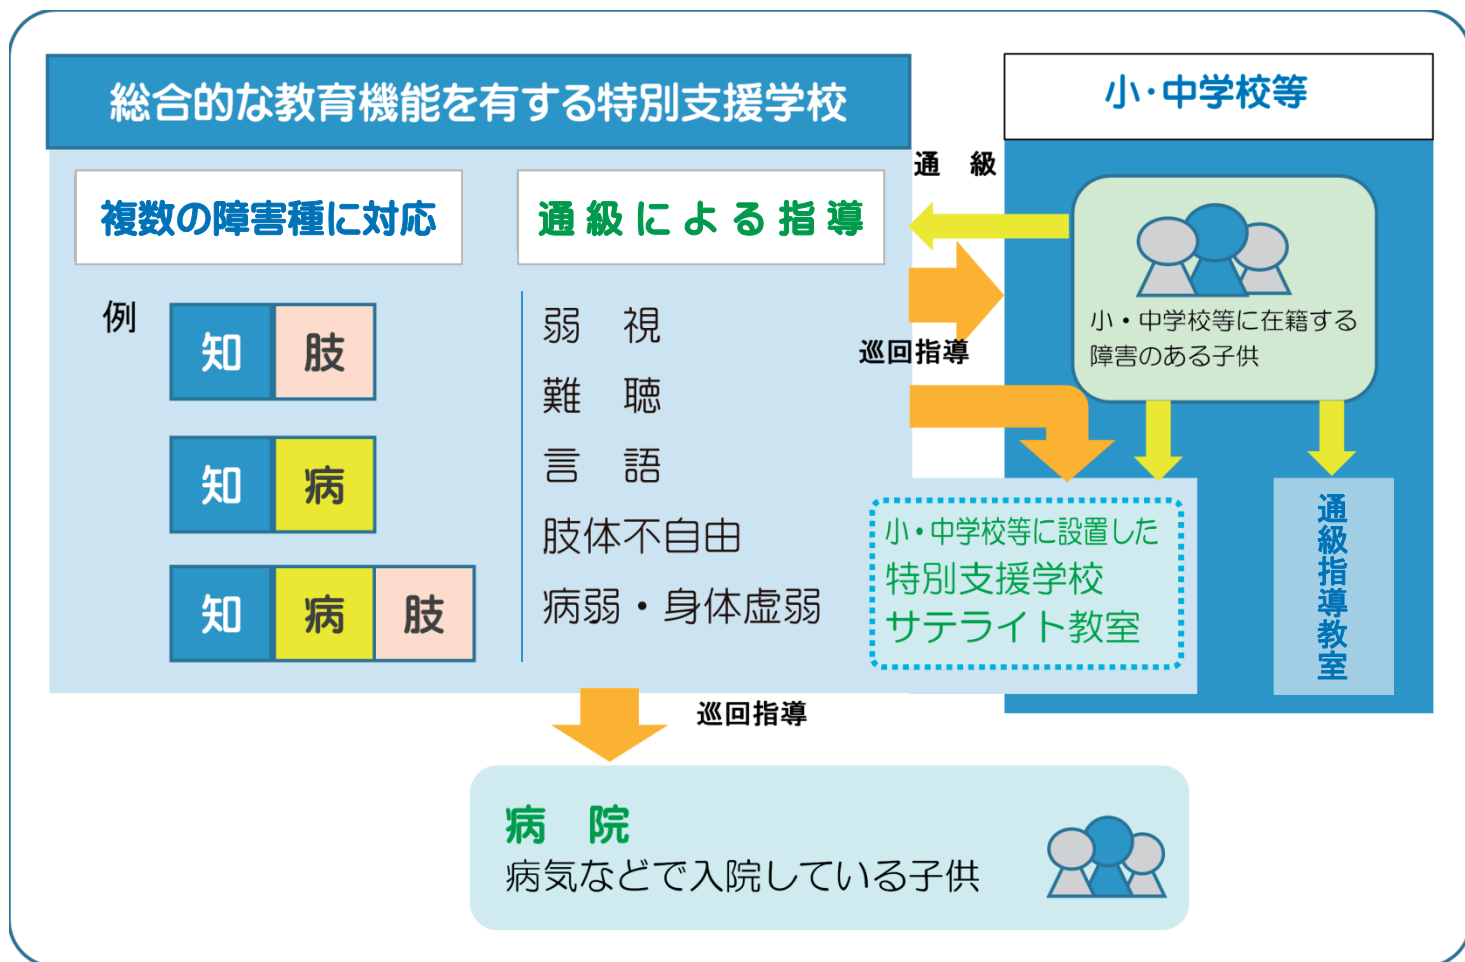 総合的な教育機能を有する特別支援学校
複数の障害種に対応
例
知 肢
知 病
知 病 肢
通級による指導
弱　視
難　聴
言　語
肢体不自由
病弱・身体虚弱
通　級
巡回指導
小・中学校等
小・中学校等に在籍する
障害のある子供
小・中学校等に設置した
特別支援学校
サテライト教室
通級指導教室
巡回指導
病　院
病気などで入院している子供